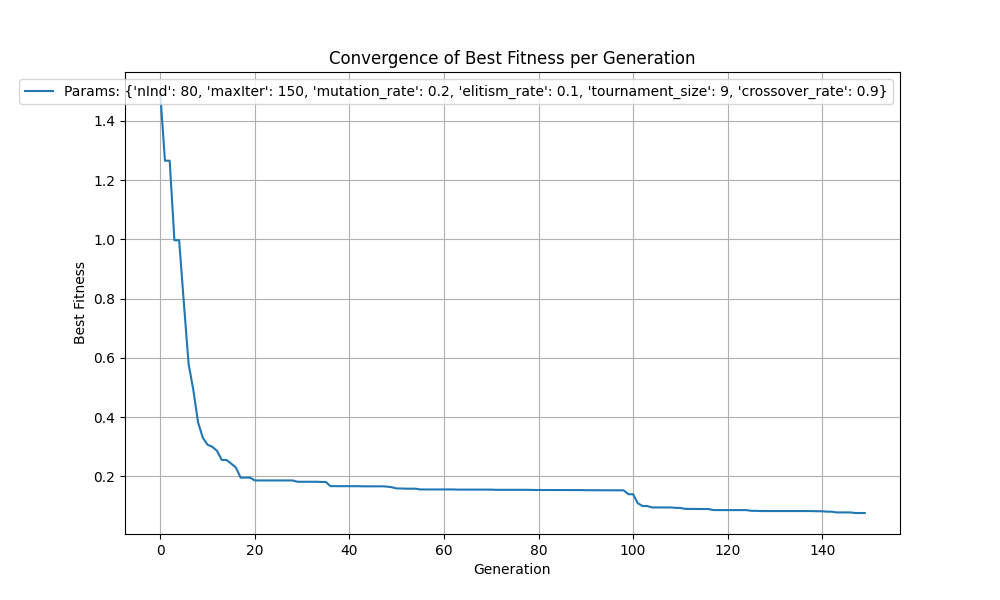 Convergence of Best Fitness per Generation
Params: {'nInd': 80, 'maxIter': 150, 'mutation_rate': 0.2, 'elitism_rate': 0.1, 'tournament_size': 9, 'crossover_rate': 0.9}
Best Fitness
1.4
1.2
1.0
0.8
0.6
0.4
0.2
0 20 40 60 80 100 120 140
Generation